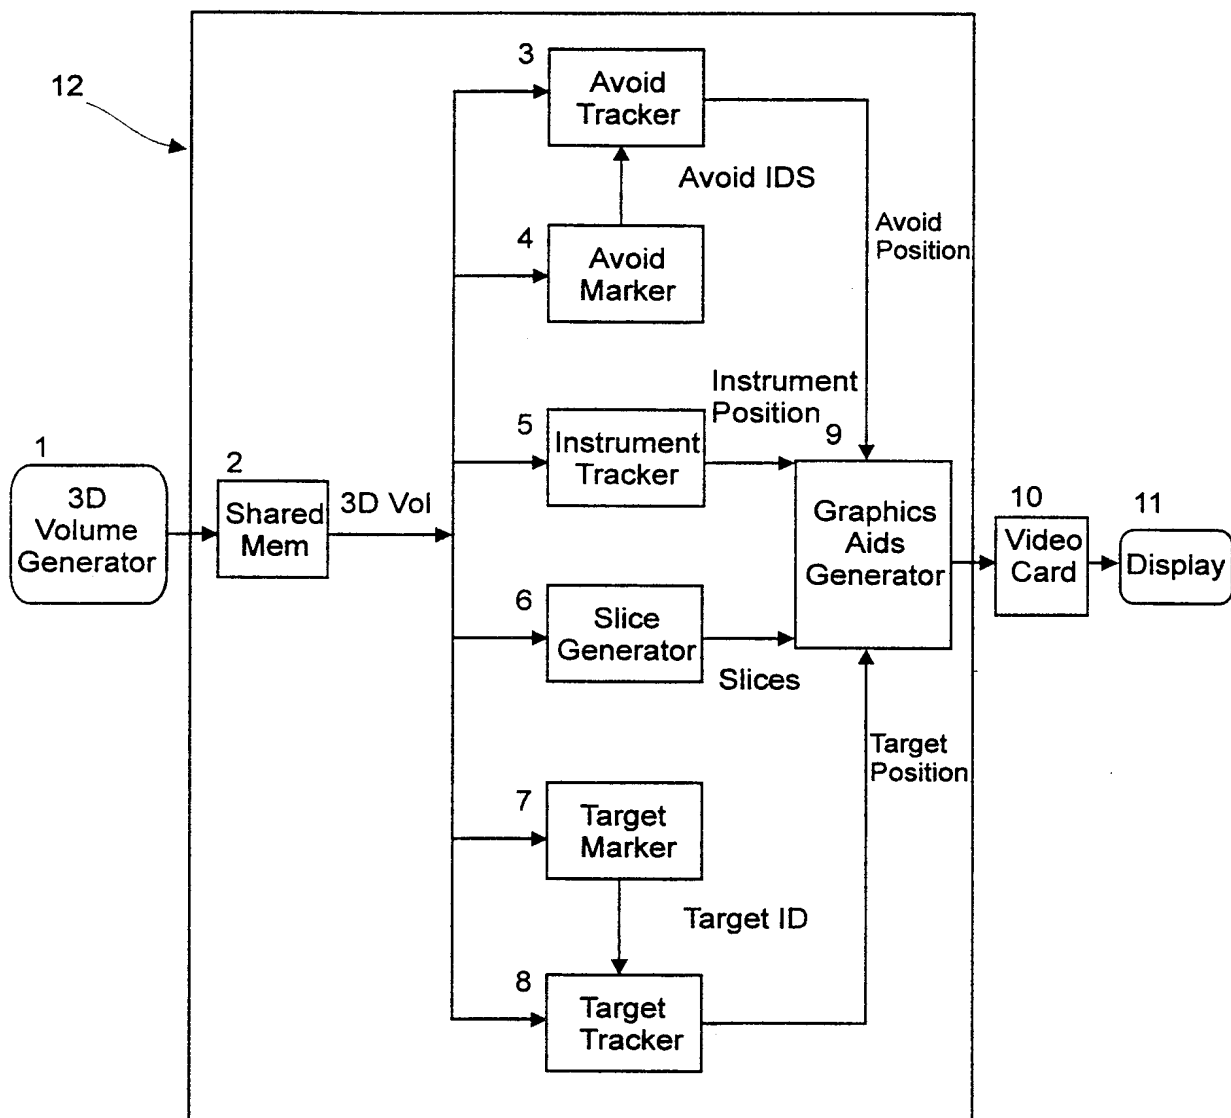 12
3
Avoid
Tracker
Avoid IDS
4
Avoid
Marker
Avoid
Position
Instrument
Position
5
Instrument
Tracker
9
Graphics
Aids
Generator
1
3D
Volume
Generator
2
Shared
Mem
3D Vol
10
Video
Card
11
Display
6
Slice
Generator
Slices
Target
Position
7
Target
Marker
Target ID
8
Target
Tracker